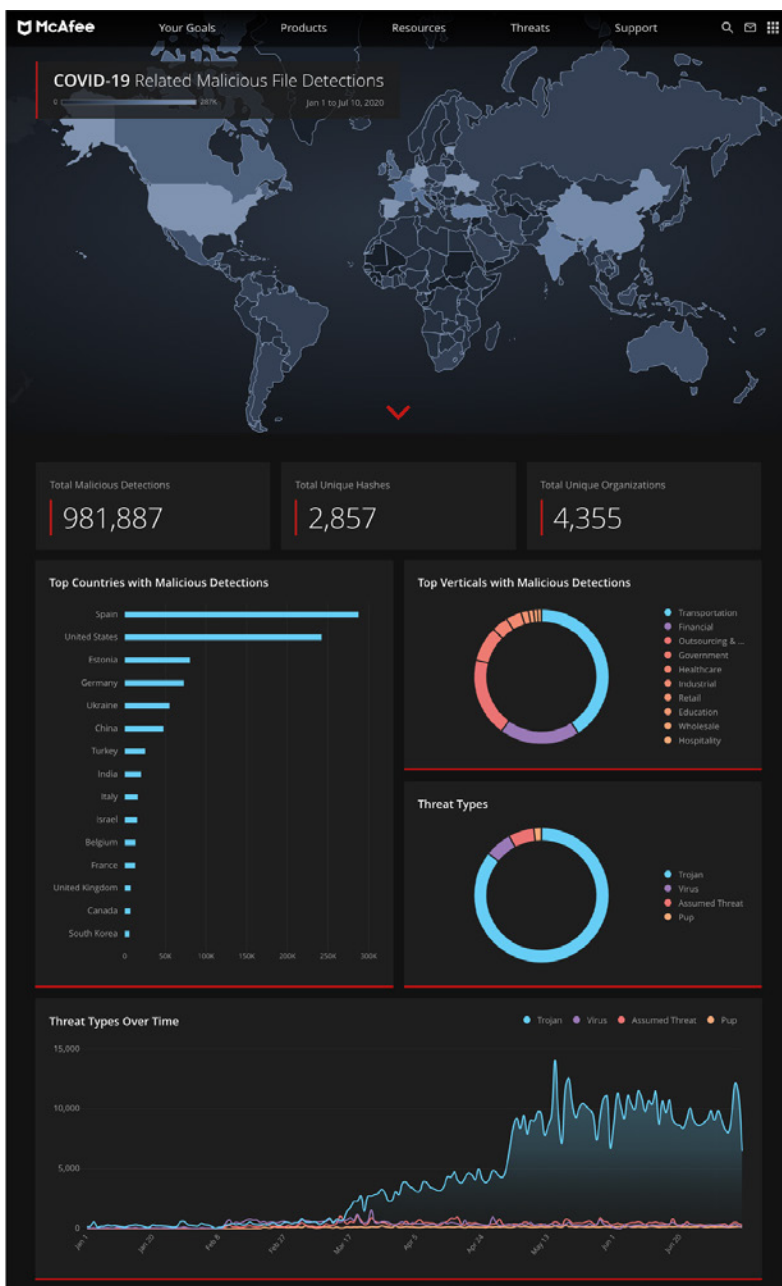 McAfee Your Goals Products Resources Threats Support
COVID-19 Related Malicious File Detections
0 287K Jan 1 to Jul 10, 2020
Total Malicious Detections
981,887
Total Unique Hashes
2,857
Total Unique Organizations
4,355
Top Countries with Malicious Detections
Spain
United States
Estonia
Germany
Ukraine
China
Turkey
India
Italy
Israel
Belgium
France
United Kingdom
Canada
South Korea
0 50K 100K 150K 200K 250K 300K
Top Verticals with Malicious Detections
Transportation
Financial
Outsourcing & ...
Government
Healthcare
Industrial
Retail
Education
Wholesale
Hospitality
Threat Types
Trojan
Virus
Assumed Threat
Pup
Threat Types Over Time
Trojan Virus Assumed Threat Pup
15,000
10,000
5,000
0
Jan 1 Jan 20 Feb 8 Feb 27 Mar 17 Apr 5 Apr 24 May 13 Jun 1 Jun 20